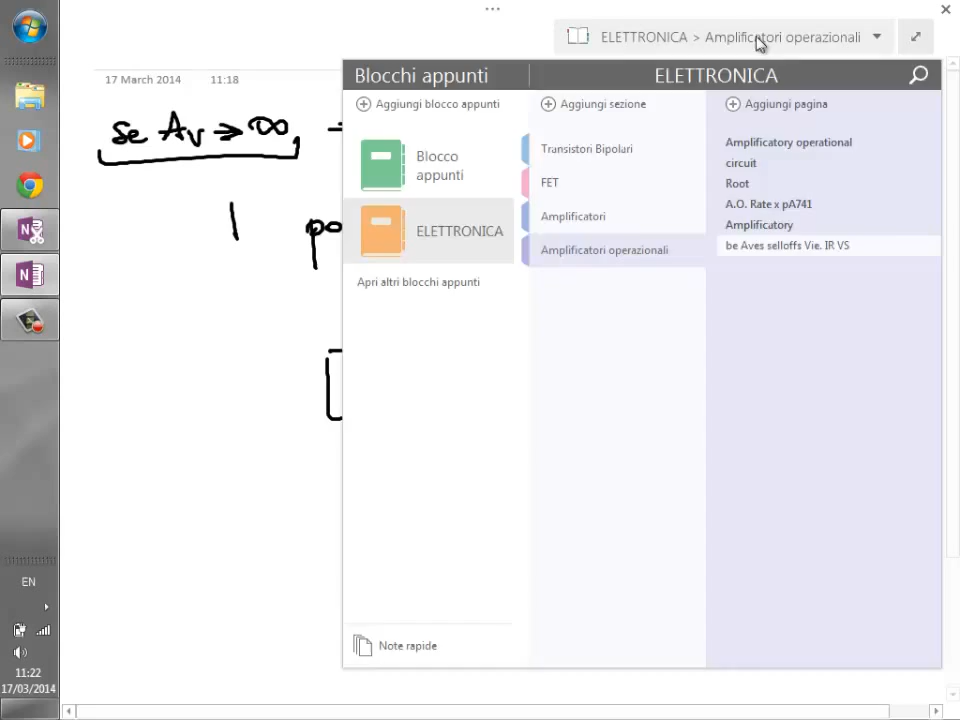 ELETTRONICA > Amplificatori operazionali
17 March 2014 11:18
se Av → ∞,
1 po
Blocchi appunti
ELETTRONICA
Aggiungi blocco appunti
Aggiungi sezione
Aggiungi pagina
Blocco
appunti
ELETTRONICA
Apri altri blocchi appunti
Note rapide
Transistori Bipolari
FET
Amplificatori
Amplificatori operazionali
Amplificatory operational
circuit
Root
A.O. Rate x pA741
Amplificatory
be Aves selloffs Vie. IR VS
EN
11:22
17/03/2014